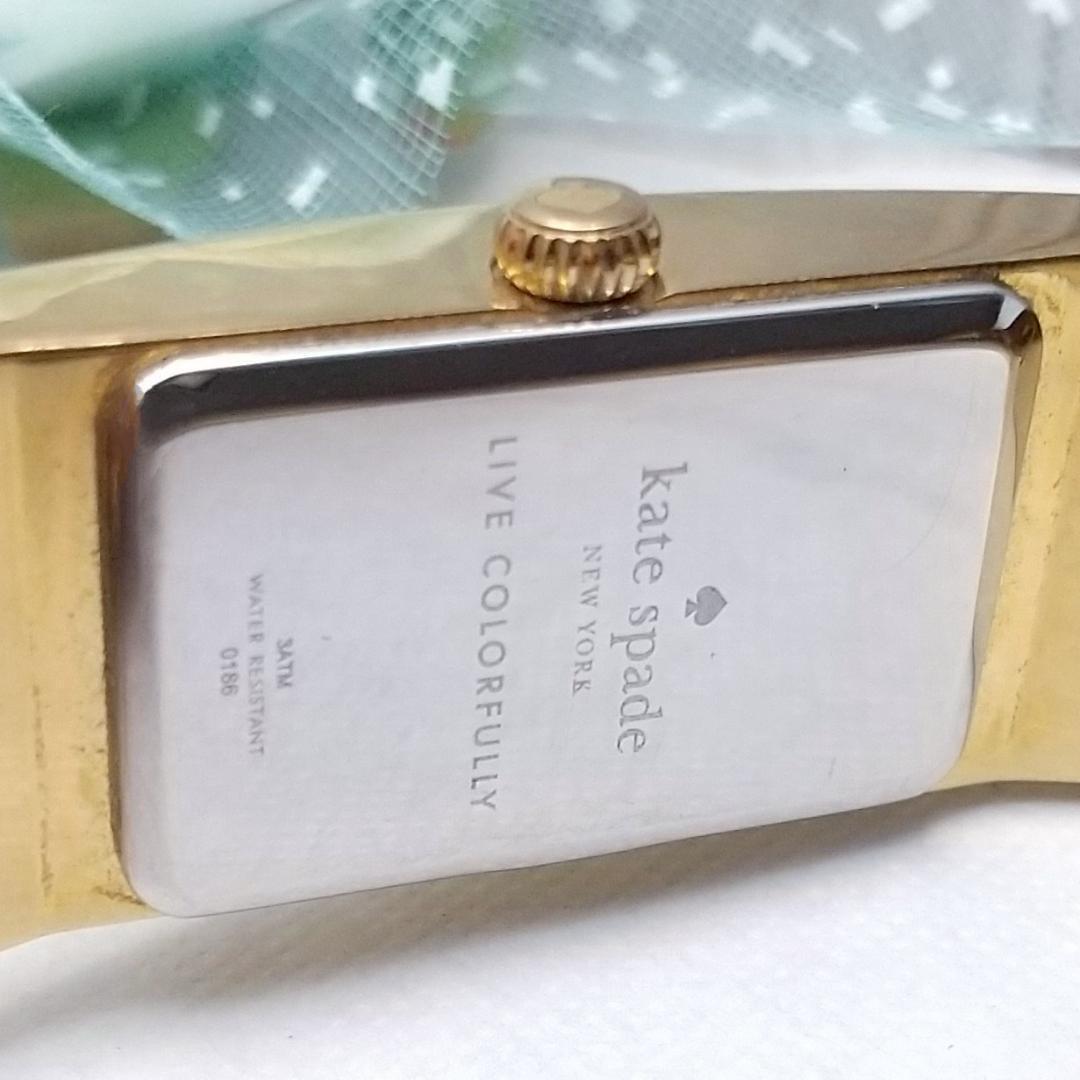 kate spade
NEW YORK
LIVE COLORFULLY
3ATM
WATER RESISTANT
0186